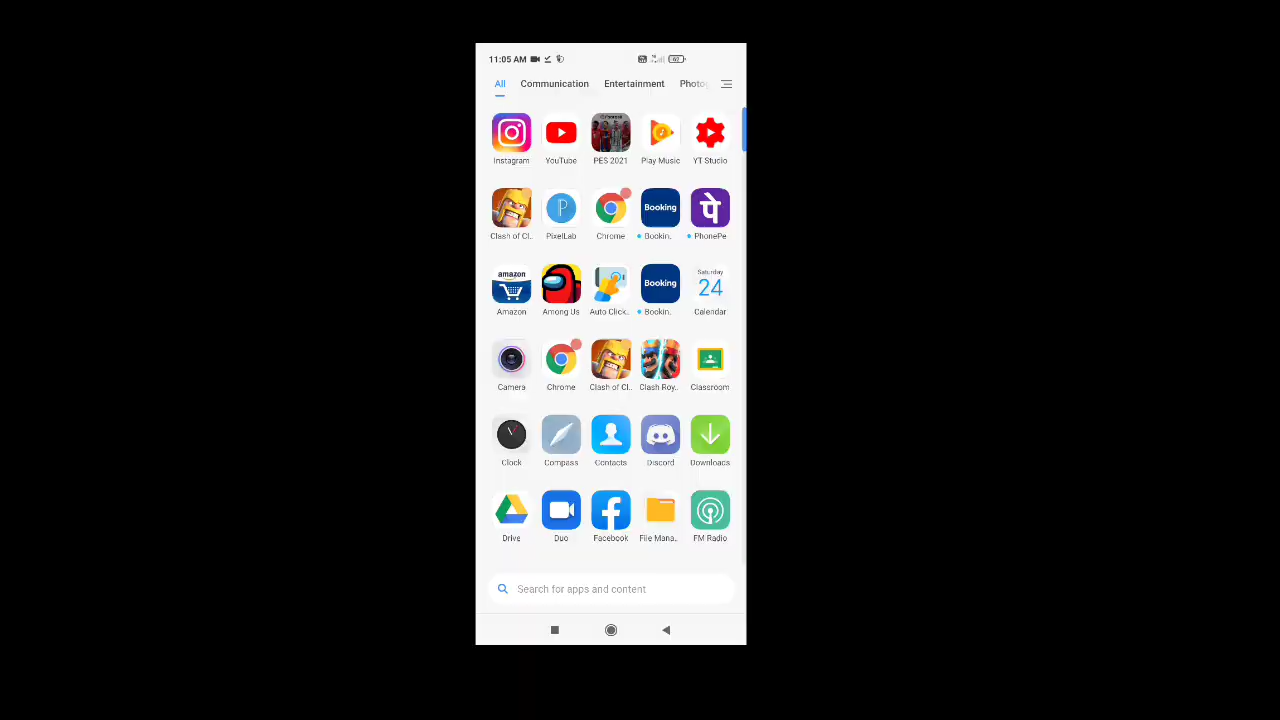 11:05 AM 62
All Communication Entertainment Photog
Instagram YouTube PES 2021 Play Music YT Studio
P Booking पे
Clash of Cl.. PixelLab Chrome Bookin. PhonePe
amazon Booking Saturday
24
Amazon Among Us Auto Click.. Bookin. Calendar
Camera Chrome Clash of Cl.. Clash Roy.. Classroom
Clock Compass Contacts Discord Downloads
Drive Duo Facebook File Mana.. FM Radio
Search for apps and content